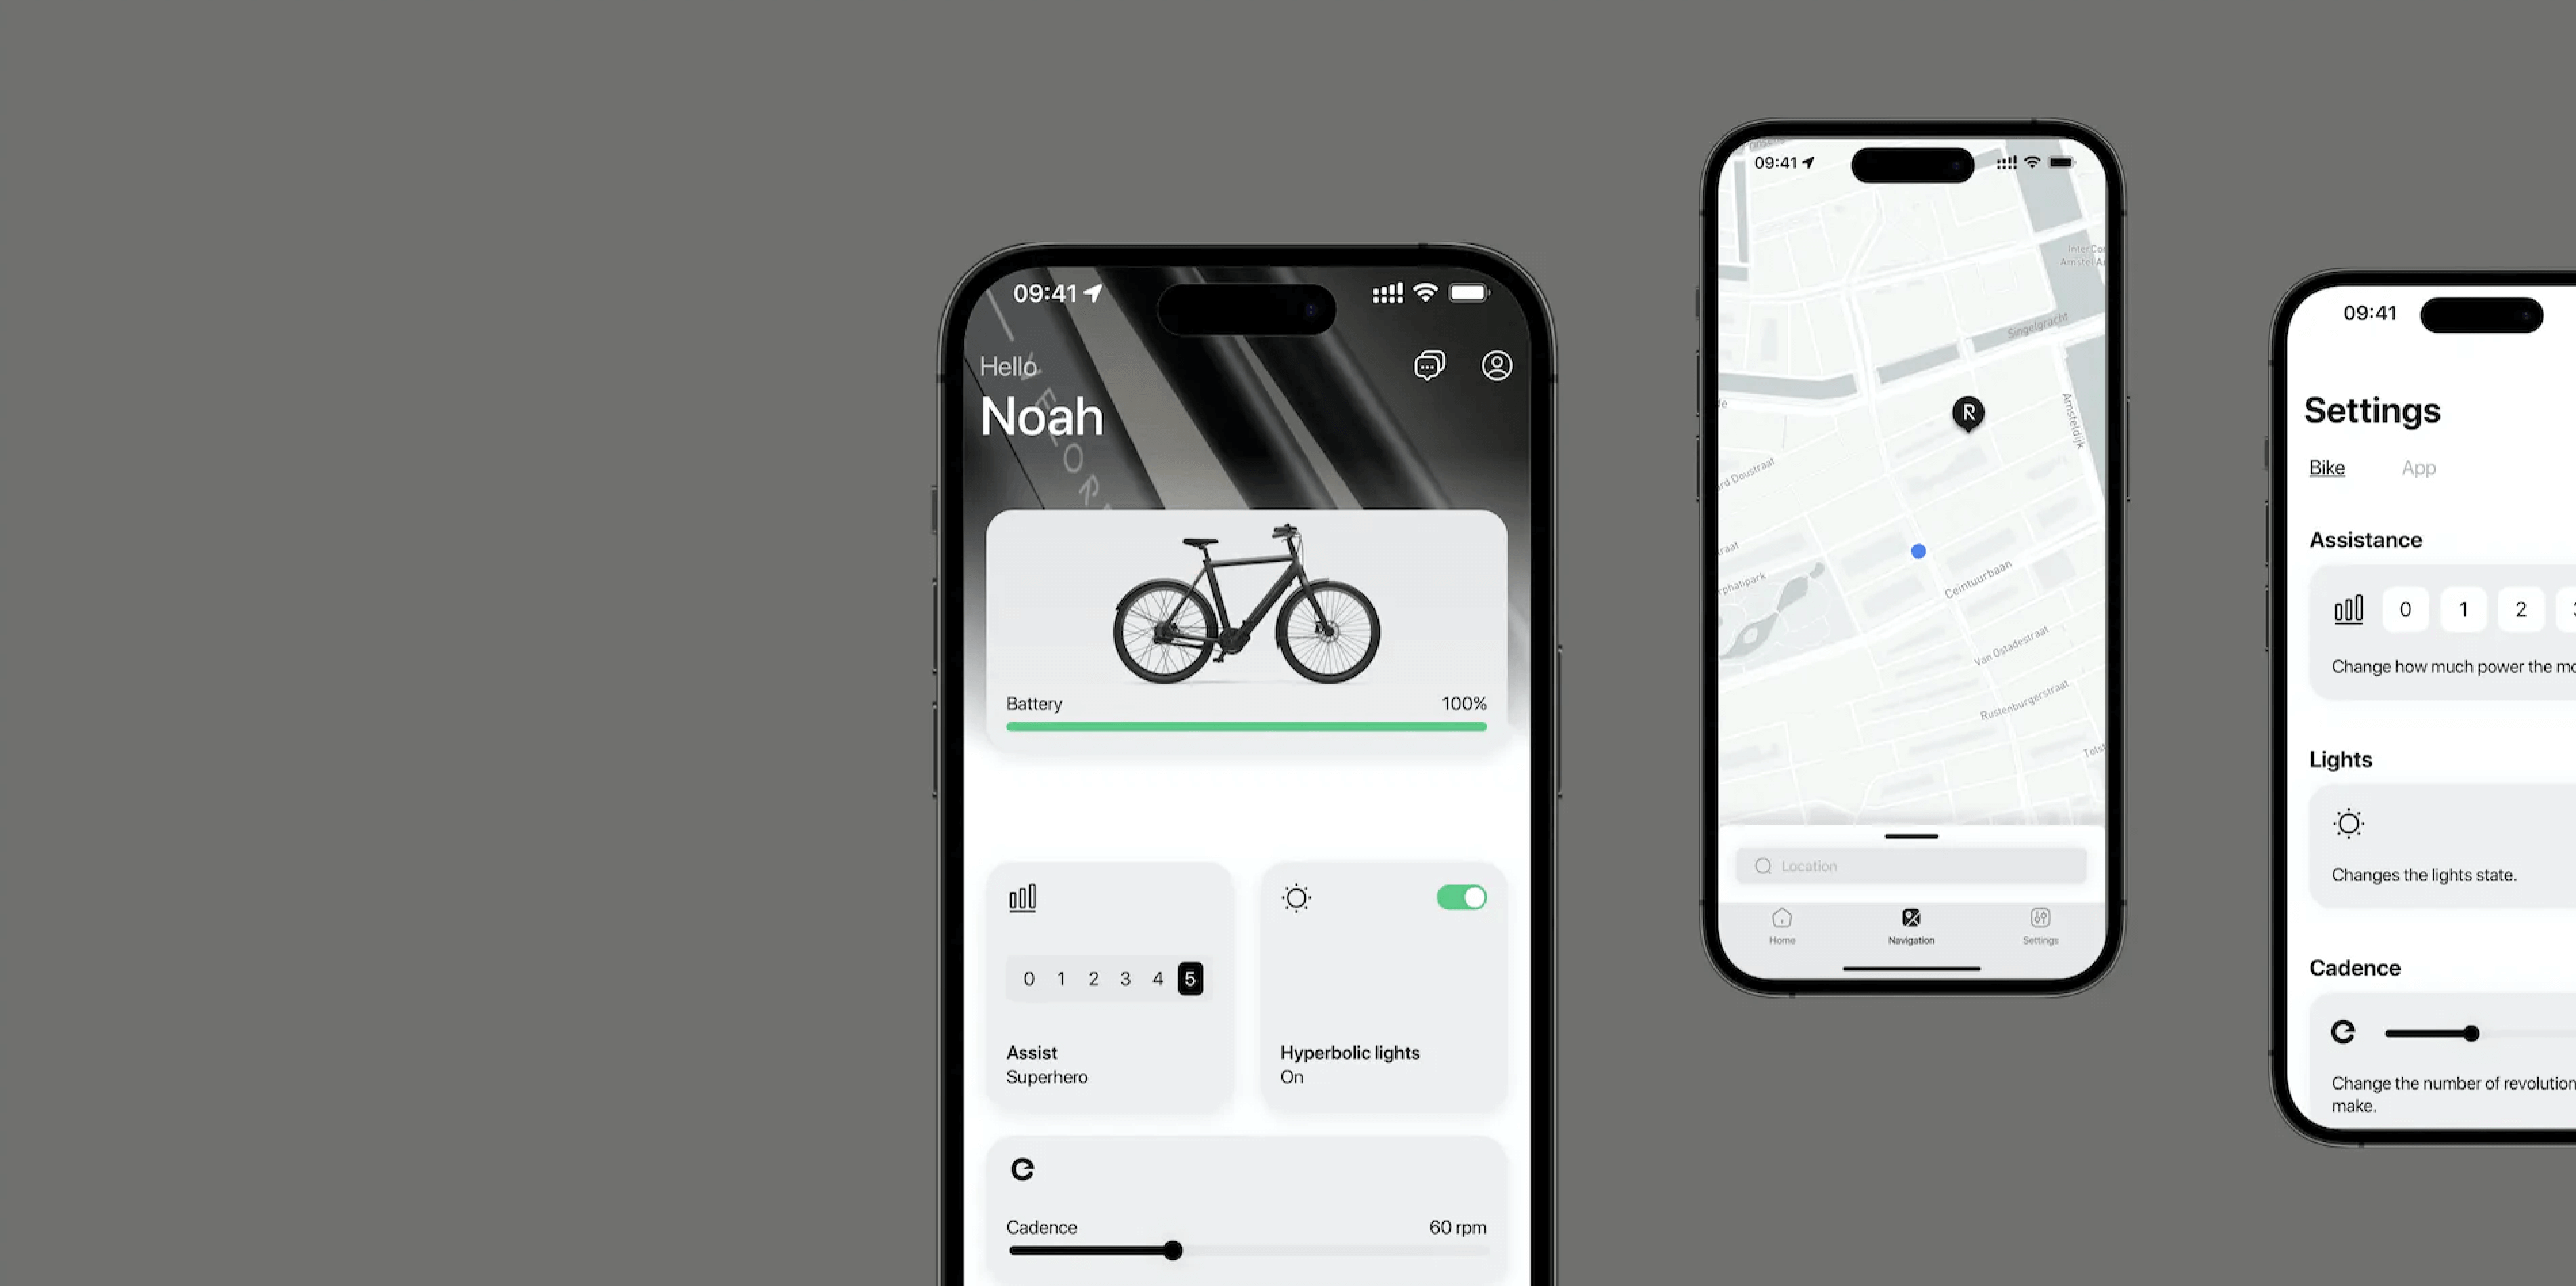 09:41
Hello
Noah
Battery
100%
0 1 2 3 4 5
Assist
Superhero
Hyperbolic lights
On
Cadence
60 rpm
09:41
Singelgracht
Amsteldijk
R
Ceintuurbaan
Van Ostadestraat
Rustenburgerstraat
Location
Home
Navigation
Settings
09:41
Settings
Bike
App
Assistance
0 1 2
Change how much power the
Lights
Changes the lights state.
Cadence
Change the number of
make.